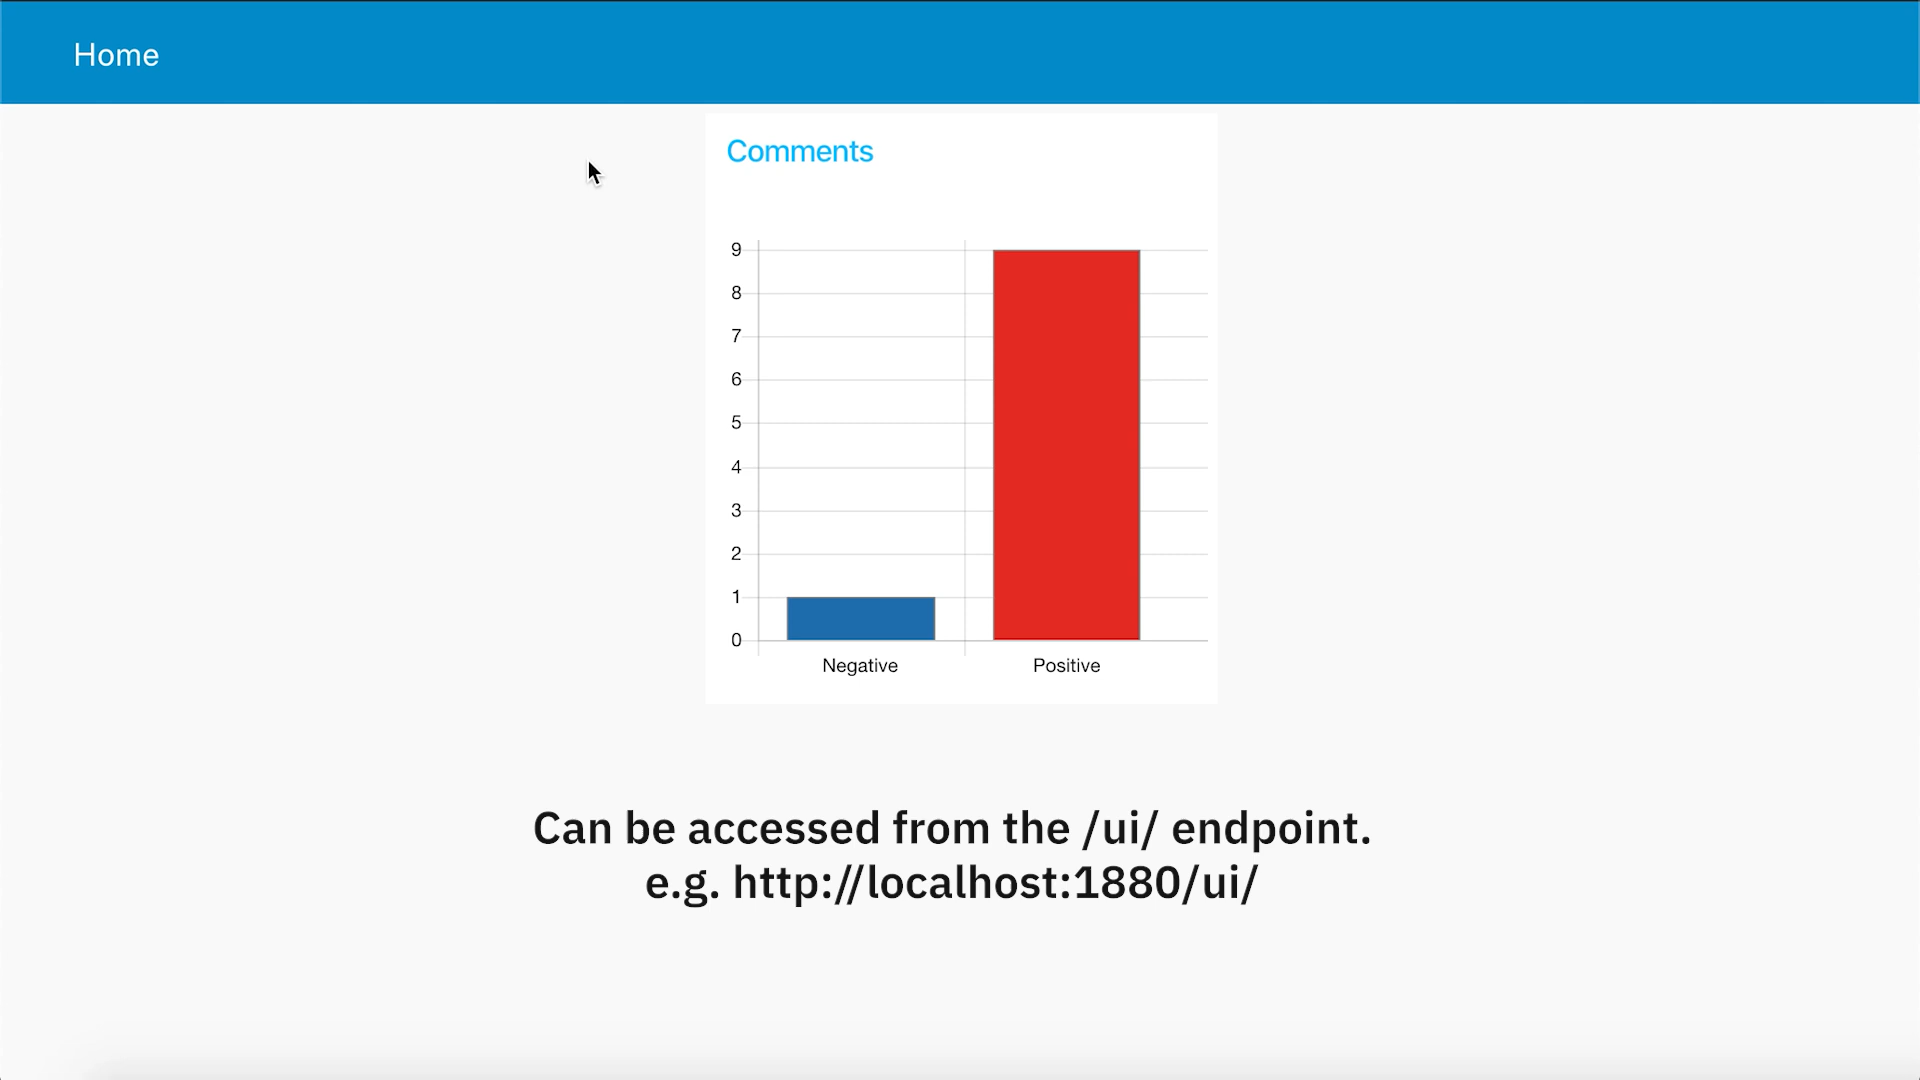 Home
Comments
9
8
7
6
5
4
3
2
1
0
Negative Positive
Can be accessed from the /ui/ endpoint.
e.g. http://localhost:1880/ui/